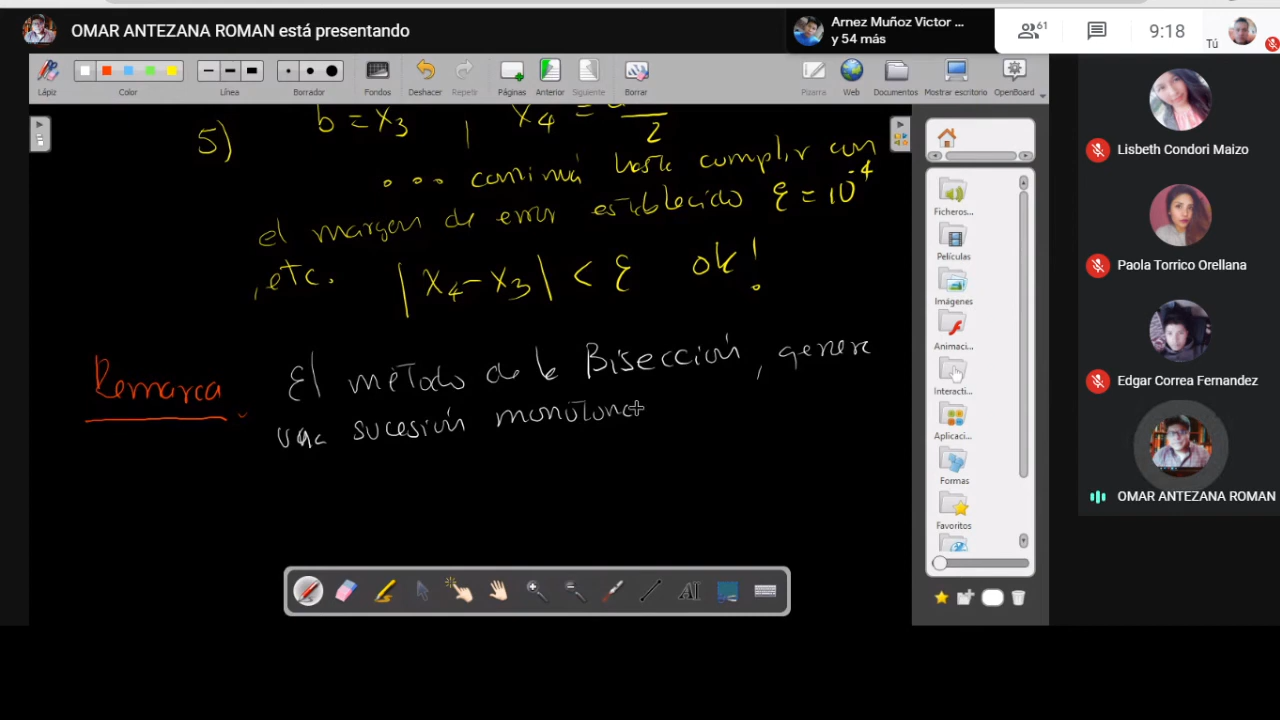 OMAR ANTEZANA ROMAN está presentando
Arnez Muñoz Victor ...
y 54 más
61
9:18
Tú
Lápiz
Color
Línea
Borrador
Fondos
Deshacer
Repetir
Páginas
Anterior
Siguiente
Borrar
Pizarra
Web
Documentos
Mostrar escritorio
OpenBoard
5) b = x3 | x4 = 2
... continuá hasta cumplir con
el margen de error establecido ε = 10^-4
, etc. |x4 - x3| < ε ok!
Remarca. El método de la Bisección, genera
una sucesión monótona
Ficheros...
Películas
Imágenes
Animaci...
Interacti...
Aplicaci...
Formas
Favoritos
Lisbeth Condori Maizo
Paola Torrico Orellana
Edgar Correa Fernandez
OMAR ANTEZANA ROMAN
AI